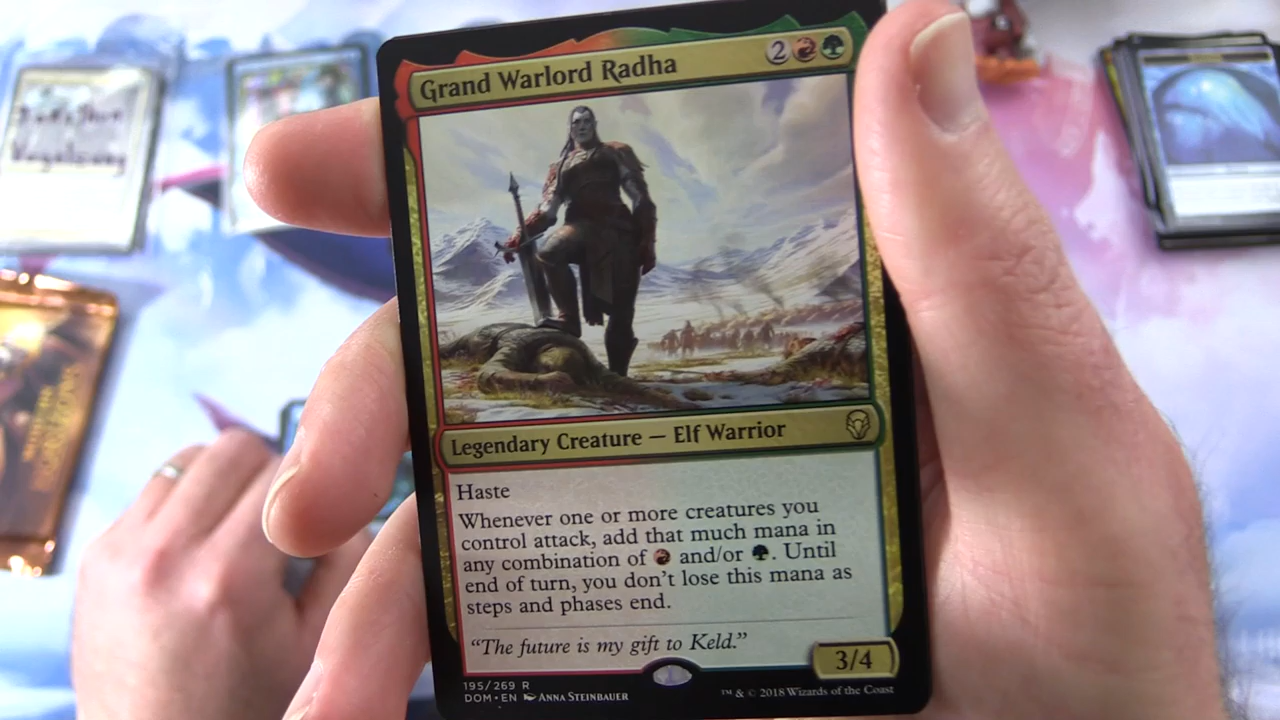 Grand Warlord Radha
2
Legendary Creature — Elf Warrior
Haste
Whenever one or more creatures you
control attack, add that much mana in
any combination of and/or . Until
end of turn, you don't lose this mana as
steps and phases end.
"The future is my gift to Keld."
3/4
195/269 R
DOM • EN ANNA STEINBAUER
™ & © 2018 Wizards of the Coast